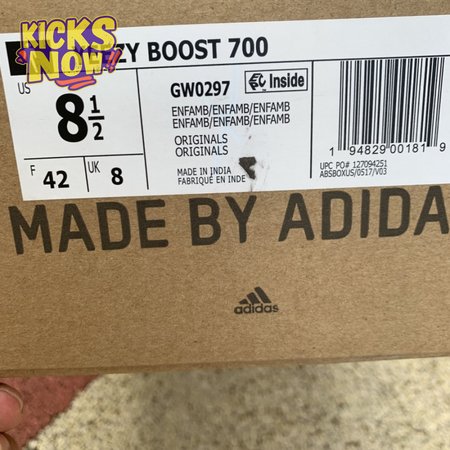 KICKS
NOW!
ZY BOOST 700
US
8 1/2
F
42
UK
8
GW0297
Inside
ENFAMB/ENFAMB/ENFAMB
ENFAMB/ENFAMB/ENFAMB
ORIGINALS
ORIGINALS
MADE IN INDIA
FABRIQUÉ EN INDE
1 94829 00181 9
UPC PO# 127094251
ABSBOXUS/0517/V03
MADE BY ADIDA
adidas